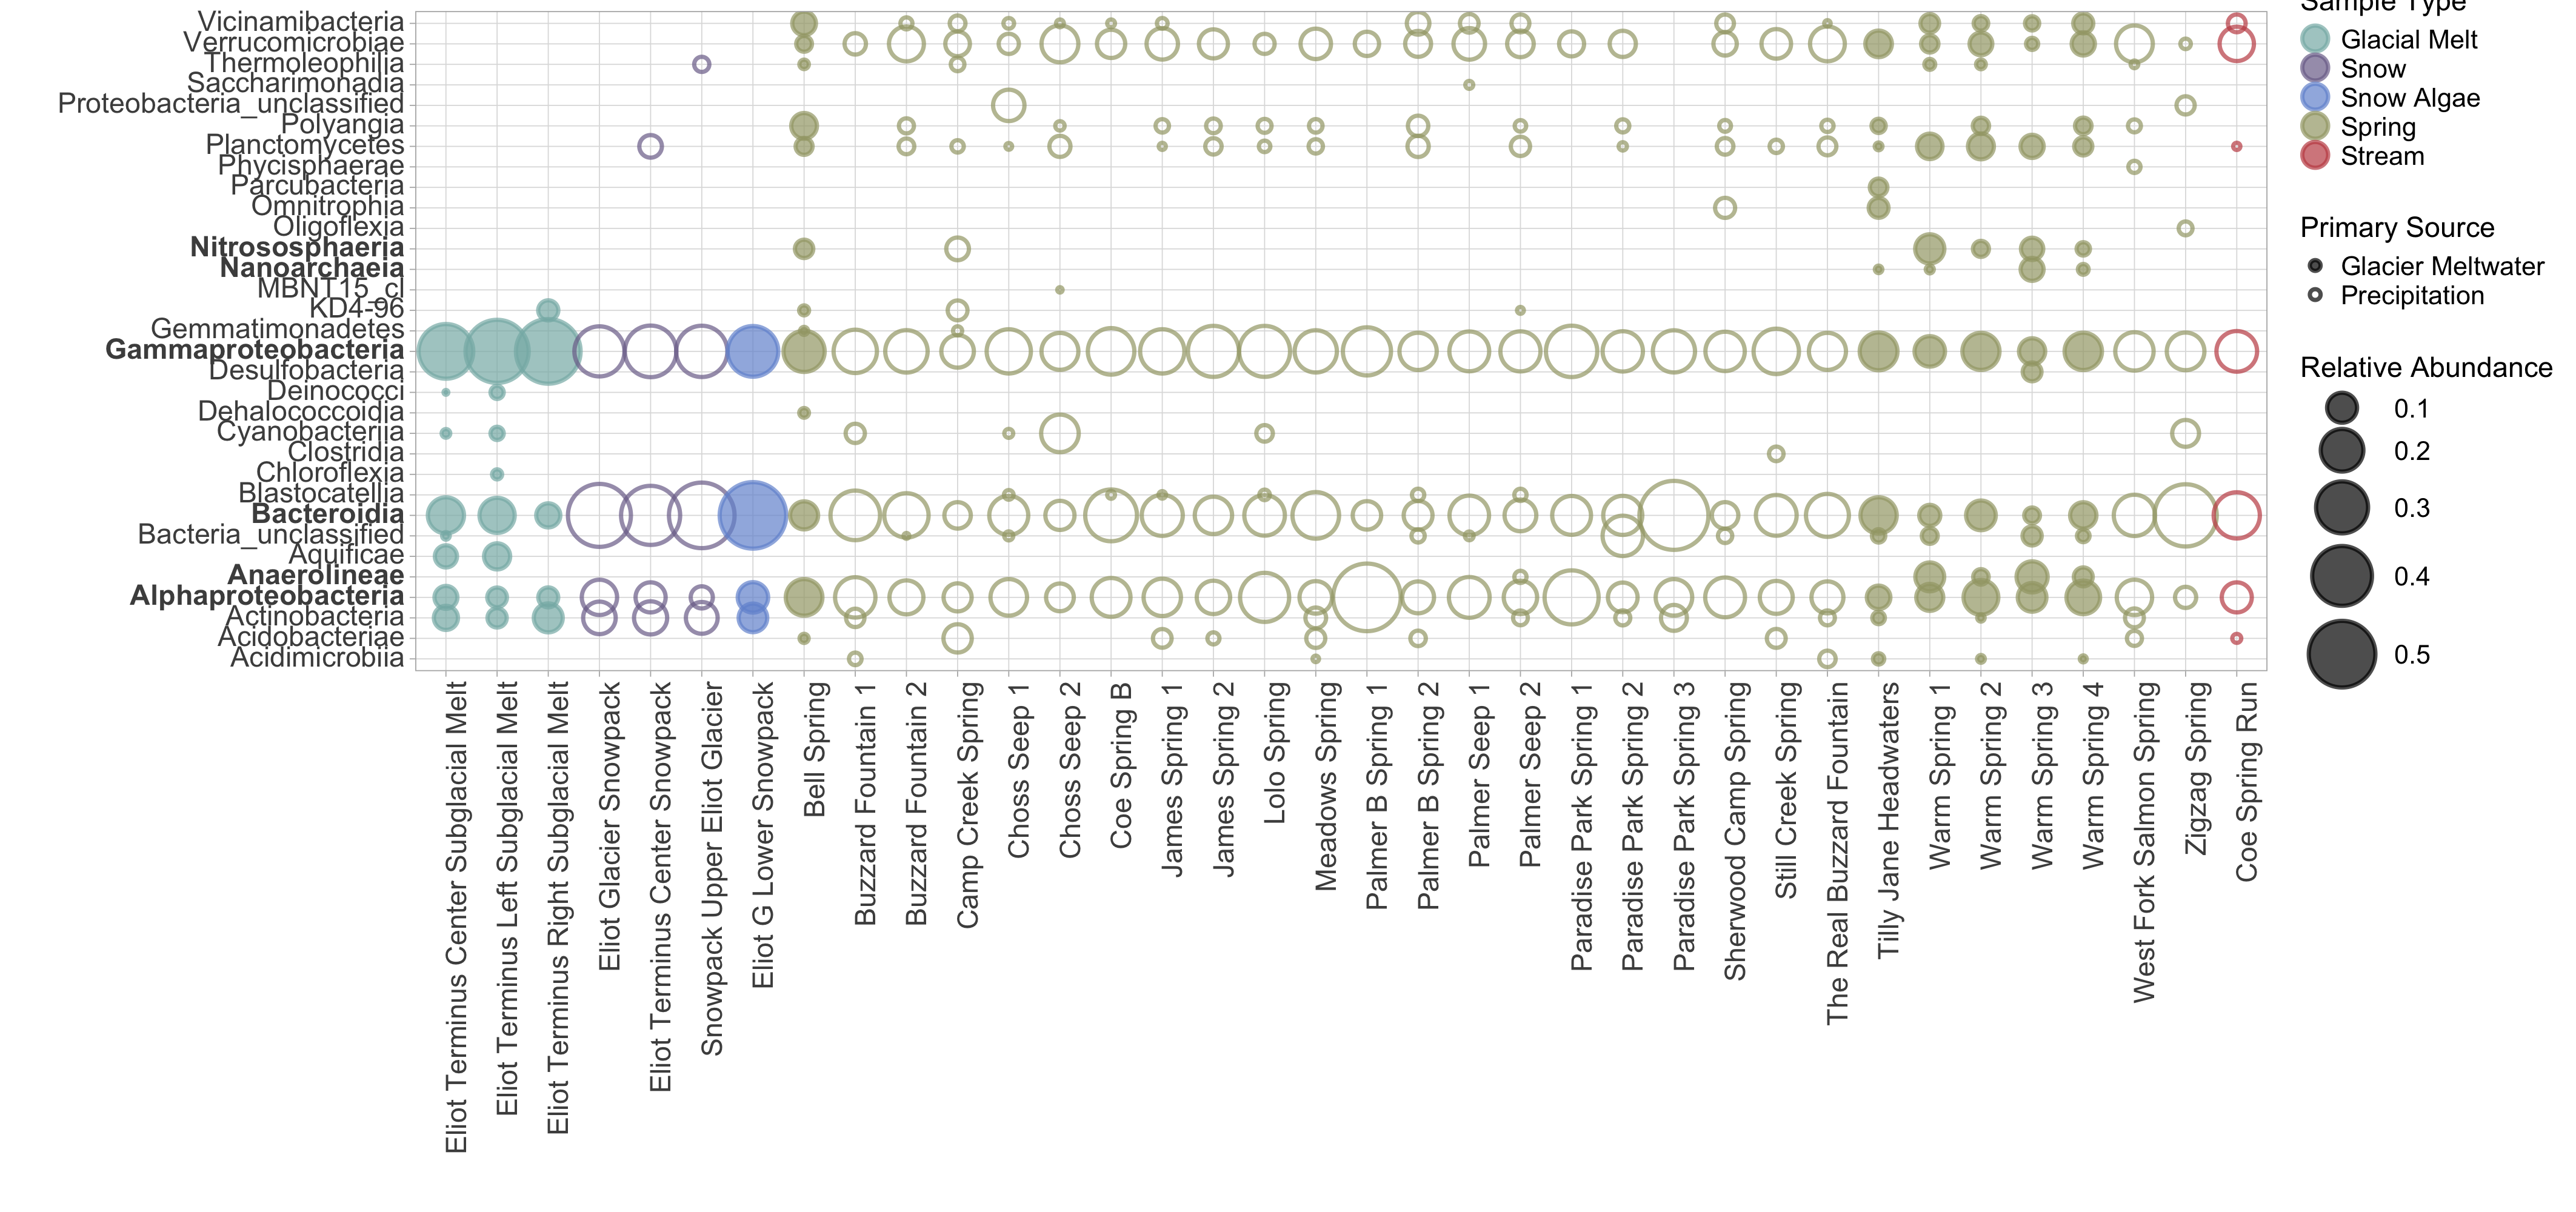 Vicinamibacteria
Verrucomicrobiae
Thermoleophilia
Saccharimonadia
Proteobacteria_unclassified
Polyangia
Planctomycetes
Phycisphaerae
Parcubacteria
Omnitrophia
Oligoflexia
Nitrososphaeria
Nanoarchaeia
MBNT15_cl
KD4-96
Gemmatimonadetes
Gammaproteobacteria
Desulfobacteria
Deinococci
Dehalococcoidia
Cyanobacteriia
Clostridia
Chloroflexia
Blastocatellia
Bacteroidia
Bacteria_unclassified
Aquificae
Anaerolineae
Alphaproteobacteria
Actinobacteria
Acidobacteriae
Acidimicrobiia
Eliot Terminus Center Subglacial Melt
Eliot Terminus Left Subglacial Melt
Eliot Terminus Right Subglacial Melt
Eliot Glacier Snowpack
Eliot Terminus Center Snowpack
Snowpack Upper Eliot Glacier
Eliot G Lower Snowpack
Bell Spring
Buzzard Fountain 1
Buzzard Fountain 2
Camp Creek Spring
Choss Seep 1
Choss Seep 2
Coe Spring B
James Spring 1
James Spring 2
Lolo Spring
Meadows Spring
Palmer B Spring 1
Palmer B Spring 2
Palmer Seep 1
Palmer Seep 2
Paradise Park Spring 1
Paradise Park Spring 2
Paradise Park Spring 3
Sherwood Camp Spring
Still Creek Spring
The Real Buzzard Fountain
Tilly Jane Headwaters
Warm Spring 1
Warm Spring 2
Warm Spring 3
Warm Spring 4
West Fork Salmon Spring
Zigzag Spring
Coe Spring Run
Sample Type
Glacial Melt
Snow
Snow Algae
Spring
Stream
Primary Source
Glacier Meltwater
Precipitation
Relative Abundance
0.1
0.2
0.3
0.4
0.5